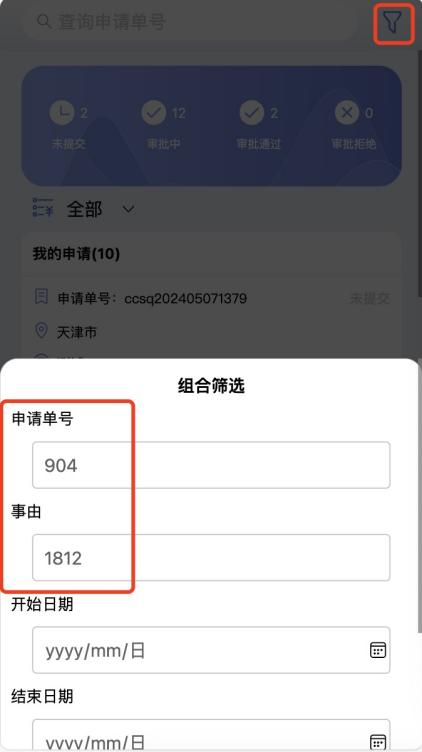 查询申请单号
2
12
2
0
未提交
审批中
审批通过
审批拒绝
全部
我的申请(10)
申请单号：ccsq202405071379
未提交
天津市
组合筛选
申请单号
904
事由
1812
开始日期
yyyy/mm/日
结束日期
yyyy/mm/日